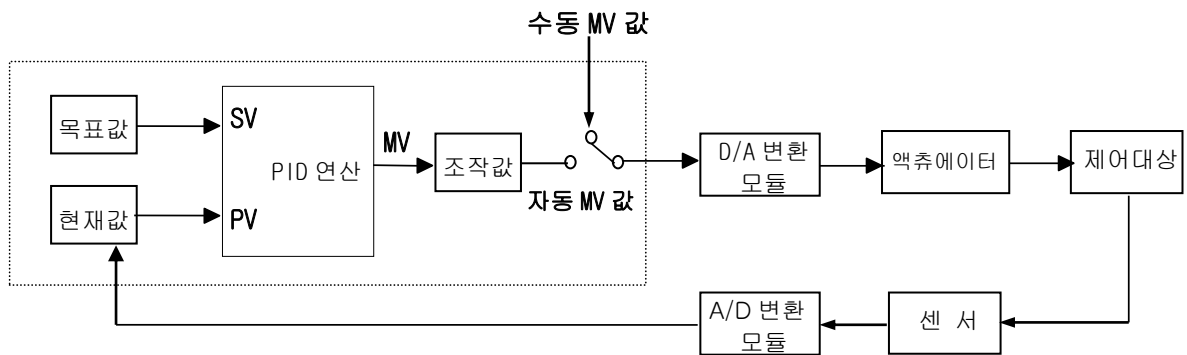 수동 MV 값
목표값
SV
PID 연산
MV
조작값
자동 MV 값
D/A 변환
모듈
액츄에이터
제어대상
현재값
PV
A/D 변환
모듈
센 서